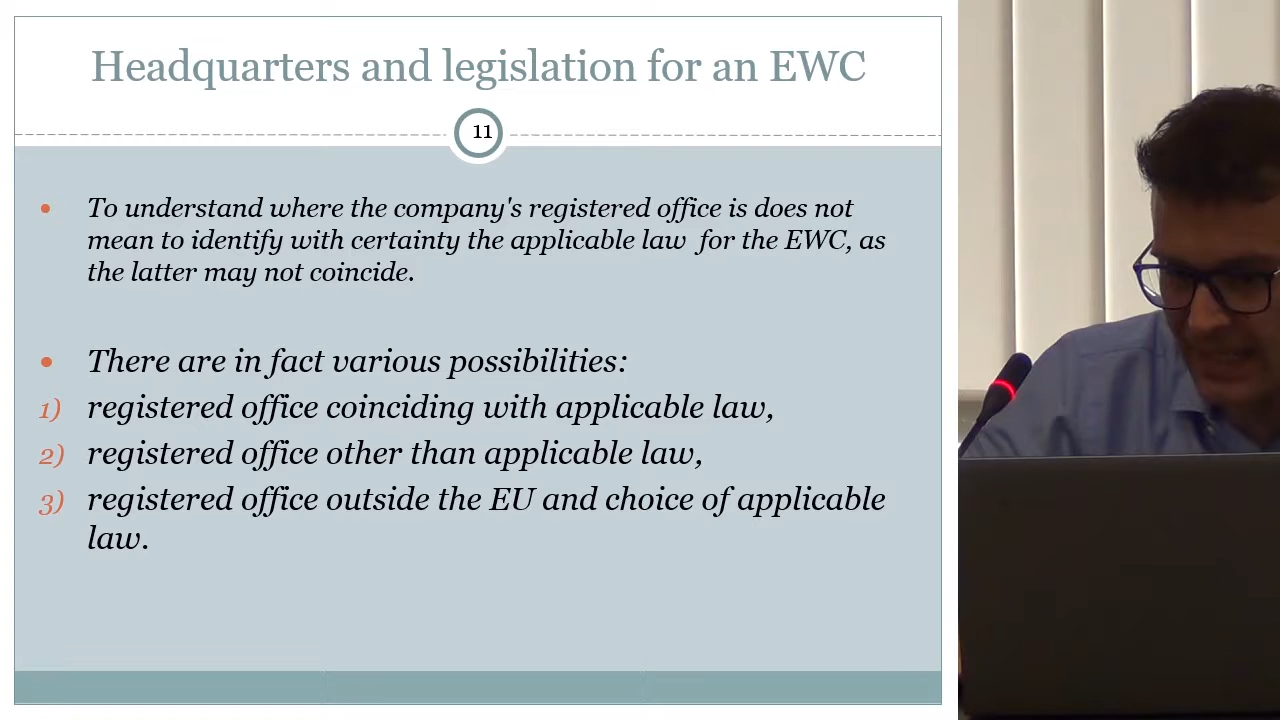 Headquarters and legislation for an EWC
11
• To understand where the company's registered office is does not
mean to identify with certainty the applicable law for the EWC, as
the latter may not coincide.
• There are in fact various possibilities:
1) registered office coinciding with applicable law,
2) registered office other than applicable law,
3) registered office outside the EU and choice of applicable
law.